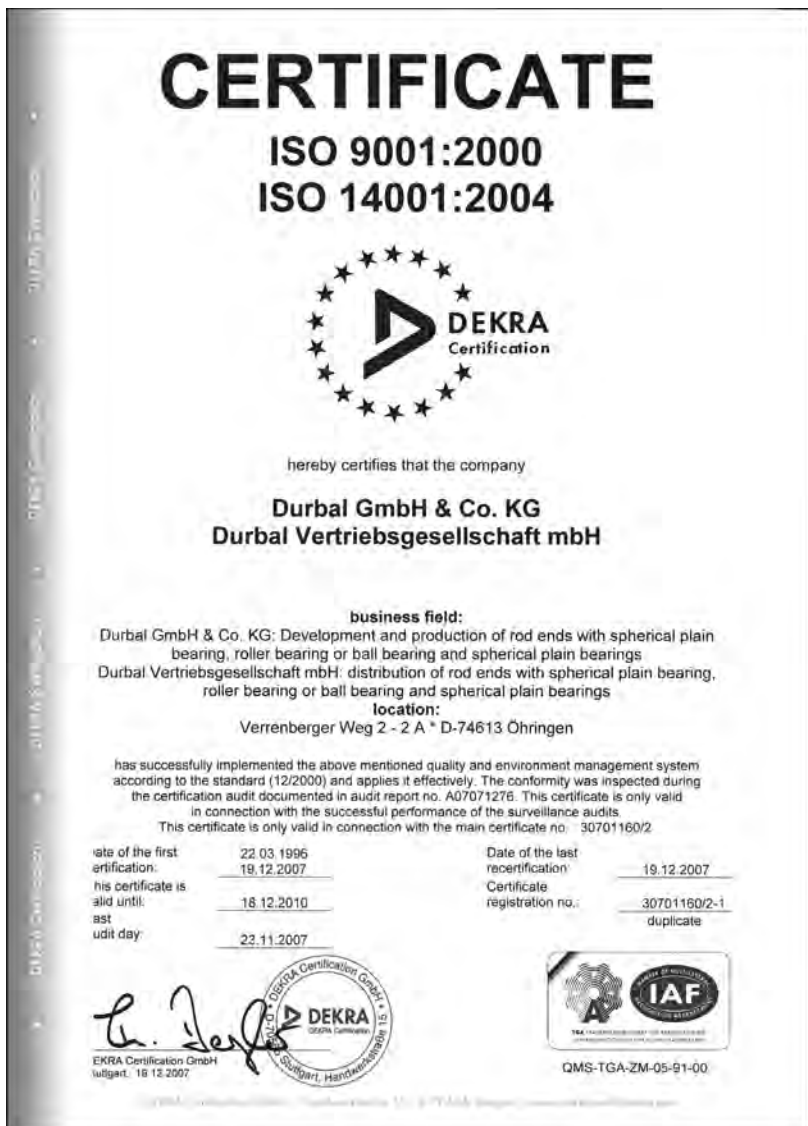 CERTIFICATE
ISO 9001:2000
ISO 14001:2004
DEKRA
Certification
hereby certifies that the company
Durbal GmbH & Co. KG
Durbal Vertriebsgesellschaft mbH
business field:
Durbal GmbH & Co. KG: Development and production of rod ends with spherical plain
bearing, roller bearing or ball bearing and spherical plain bearings
Durbal Vertriebsgesellschaft mbH: distribution of rod ends with spherical plain bearing,
roller bearing or ball bearing and spherical plain bearings
location:
Verrenberger Weg 2 - 2 A * D-74613 Öhringen
has successfully implemented the above mentioned quality and environment management system
according to the standard (12/2000) and applies it effectively. The conformity was inspected during
the certification audit documented in audit report no. A07071276. This certificate is only valid
in connection with the successful performance of the surveillance audits.
This certificate is only valid in connection with the main certificate no. 30701160/2
ate of the first 22.03.1996
ertification: 19.12.2007
his certificate is
alid until: 18.12.2010
ast
udit day: 23.11.2007
Date of the last
recertification: 19.12.2007
Certificate
registration no.: 30701160/2-1
duplicate
DEKRA Certification GmbH
Stuttgart, Handwerkstraße 15
DEKRA
DEKRA Certification
EKRA Certification GmbH
tuttgart, 19.12.2007
IAF
QMS-TGA-ZM-05-91-00